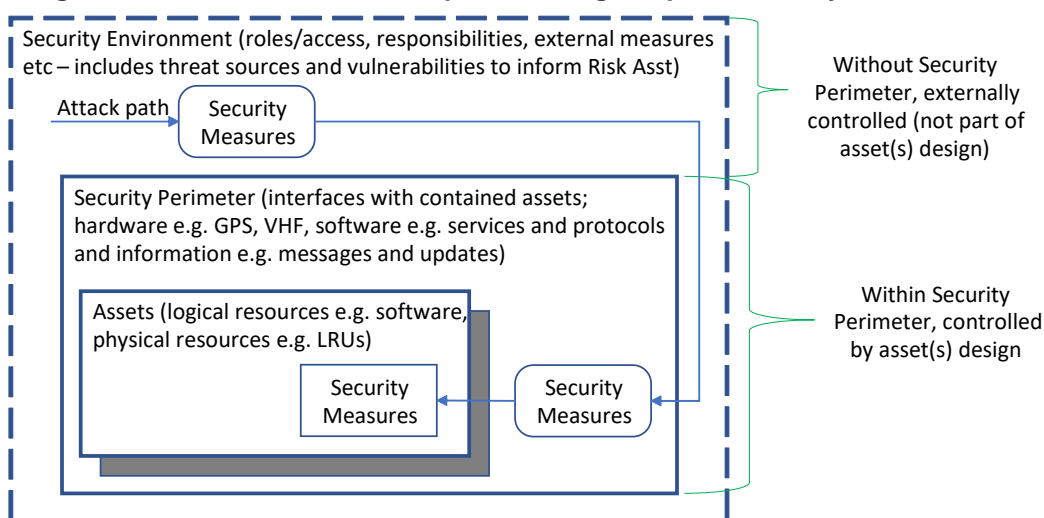 Security Environment (roles/access, responsibilities, external measures
etc – includes threat sources and vulnerabilities to inform Risk Asst)
Attack path
Security
Measures
Without Security
Perimeter, externally
controlled (not part of
asset(s) design)
Security Perimeter (interfaces with contained assets;
hardware e.g. GPS, VHF, software e.g. services and protocols
and information e.g. messages and updates)
Assets (logical resources e.g. software,
physical resources e.g. LRUs)
Security
Measures
Security
Measures
Within Security
Perimeter, controlled
by asset(s) design